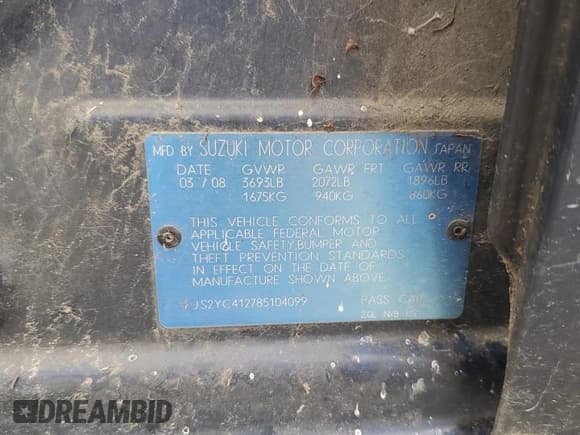 MFD BY SUZUKI MOTOR CORPORATION JAPAN
DATE GVWR GAWR FRT GAWR RR
03 / 08 3693LB 2072LB 1896LB
1675KG 940KG 860KG
THIS VEHICLE CONFORMS TO ALL
APPLICABLE FEDERAL MOTOR
VEHICLE SAFETY,BUMPER AND
THEFT PREVENTION STANDARDS
IN EFFECT ON THE DATE OF
MANUFACTURE SHOWN ABOVE.
JS2YC412785104099 PASS CAR
2.0L N/B
DREAMBID